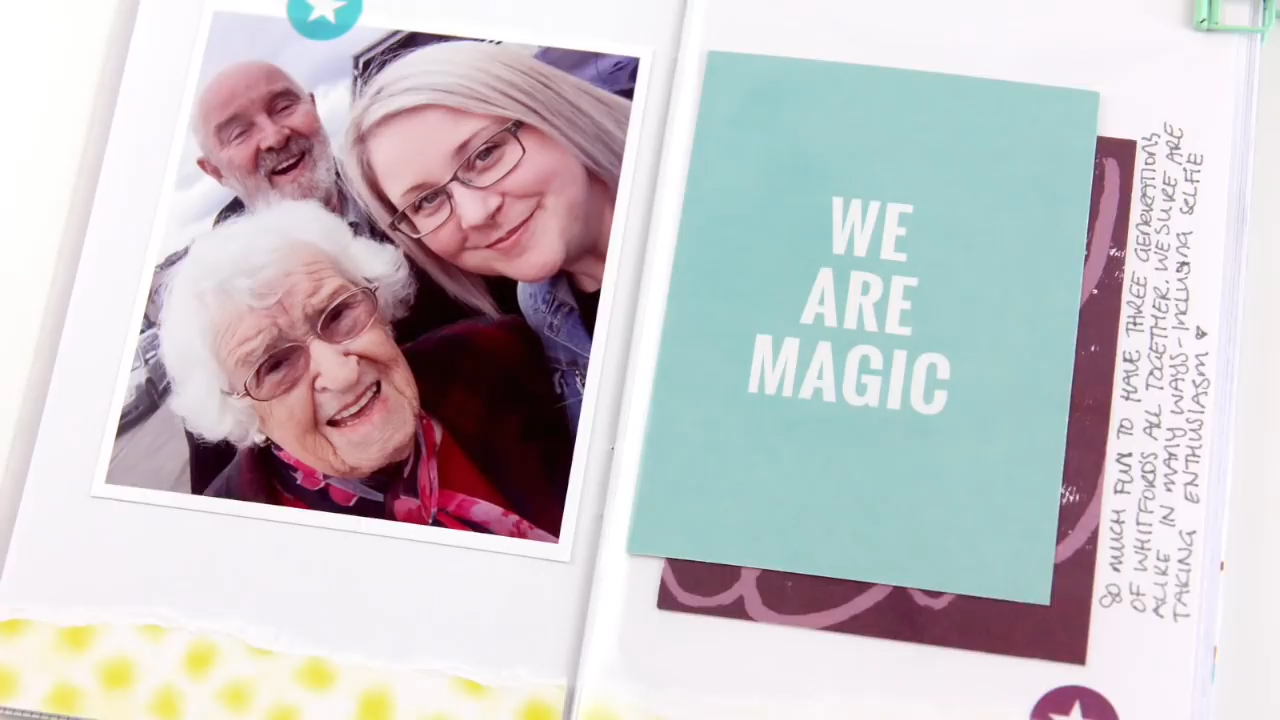 WE
ARE
MAGIC
SO MUCH FUN TO HAVE THREE GENERATIONS
OF WHITFORDS ALL TOGETHER. WE SURE ARE
ALIKE IN MANY WAYS - Including SELFIE
TAKING ENTHUSIASM ♥